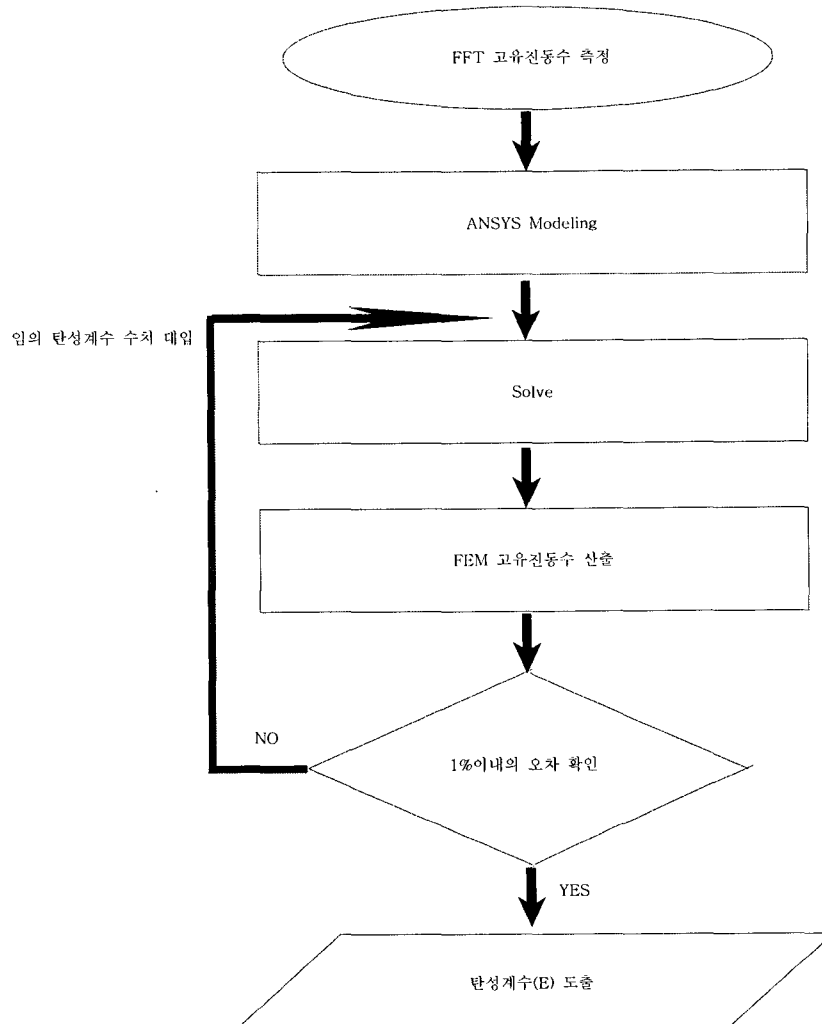 FFT 고유진동수 측정
ANSYS Modeling
임의 탄성계수 수치 대입
Solve
FEM 고유진동수 산출
NO
1%이내의 오차 확인
YES
탄성계수(E) 도출